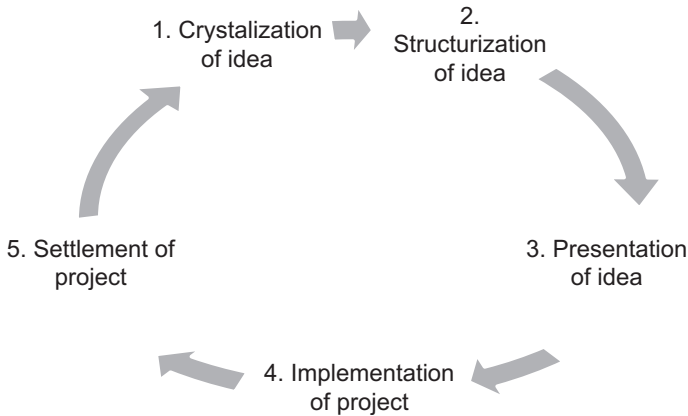 1. Crystalization
of idea
2.
Structurization
of idea
3. Presentation
of idea
4. Implementation
of project
5. Settlement of
project